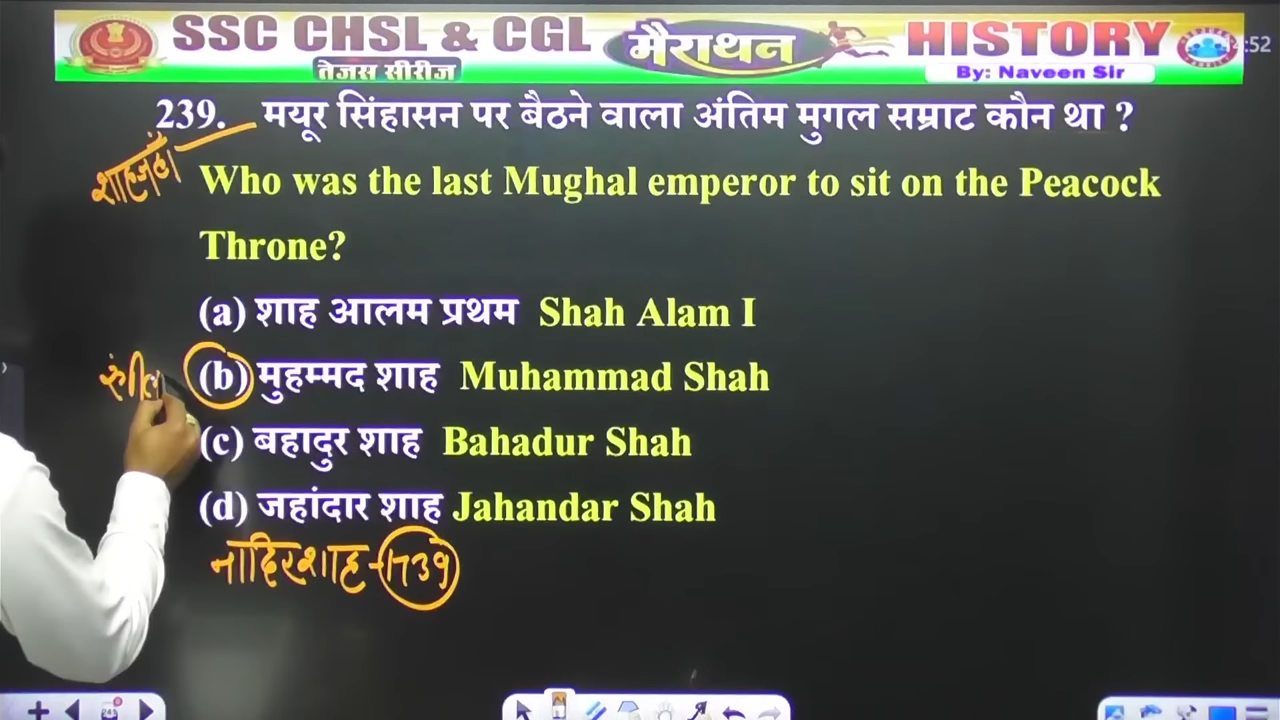 SSC CHSL & CGL मैराथन HISTORY
तेजस सीरीज By: Naveen Sir
239. मयूर सिंहासन पर बैठने वाला अंतिम मुगल सम्राट कौन था ?
शाहजहाँ
Who was the last Mughal emperor to sit on the Peacock
Throne?
(a) शाह आलम प्रथम Shah Alam I
(b) मुहम्मद शाह Muhammad Shah
(c) बहादुर शाह Bahadur Shah
(d) जहांदार शाह Jahandar Shah
नादिरशाह - 1739